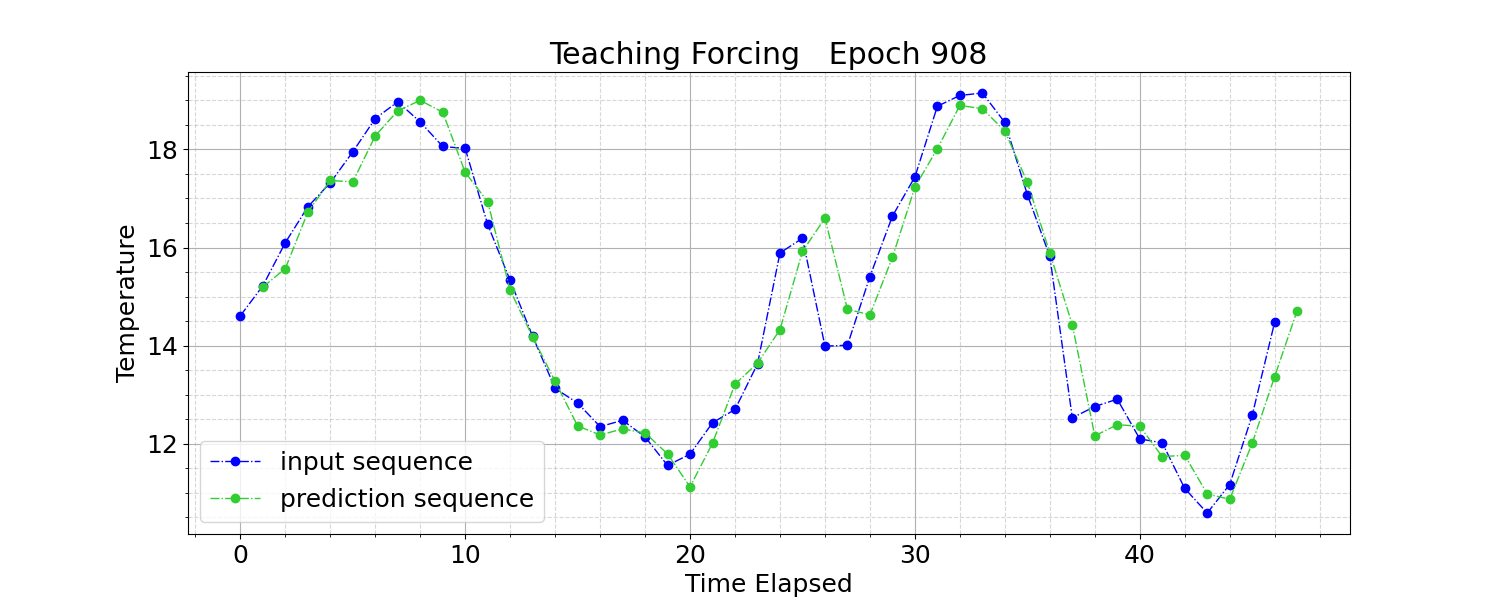 Teaching Forcing   Epoch 908
Temperature
18
16
14
12
input sequence
prediction sequence
0 10 20 30 40
Time Elapsed